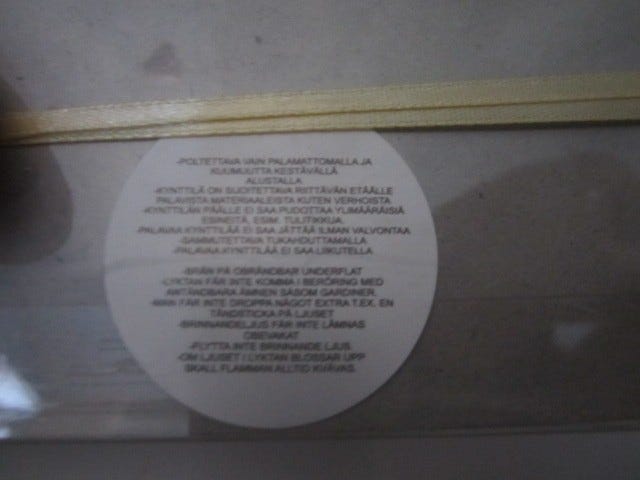 -POLTETTAVA VAIN PALAMATTOMALLA JA
KUUMUUTTA KESTÄVÄLLÄ
ALUSTALLA
-KYNTTILÄ ON SIJOITETTAVA RIITTÄVÄN ETÄÄLLE
PALAVISTA MATERIAALEISTA KUTEN VERHOISTA
-KYNTTILÄN PÄÄLLE EI SAA PUDOTTAA YLIMÄÄRÄISIÄ
ESINEITÄ, ESIM. TULITIKKUA.
-PALAVAA KYNTTILÄÄ EI SAA JÄTTÄÄ ILMAN VALVONTAA
-SAMMUTETTAVA TUKAHDUTTAMALLA
-PALAVAA KYNTTILÄÄ EI SAA LIIKUTELLA
-BRÄN PÅ OBRÄNDBAR UNDERFLAT
-LYKTAN FÅR INTE KOMMA I BERÖRING MED
ANTÄNDBARA ÄMNEN SÅSOM GARDINER.
-MAN FÅR INTE DROPPA NÅGOT EXTRA T.EX. EN
TÄNDSTICKA PÅ LJUSET
-BRINNANDELJUS FÅR INTE LÄMNAS
OBEVAKAT
-FLYTTA INTE BRINNANDE LJUS.
-OM LJUSET I LYKTAN BLOSSAR UPP
SKALL FLAMMAN ALLTID KVÄVAS.